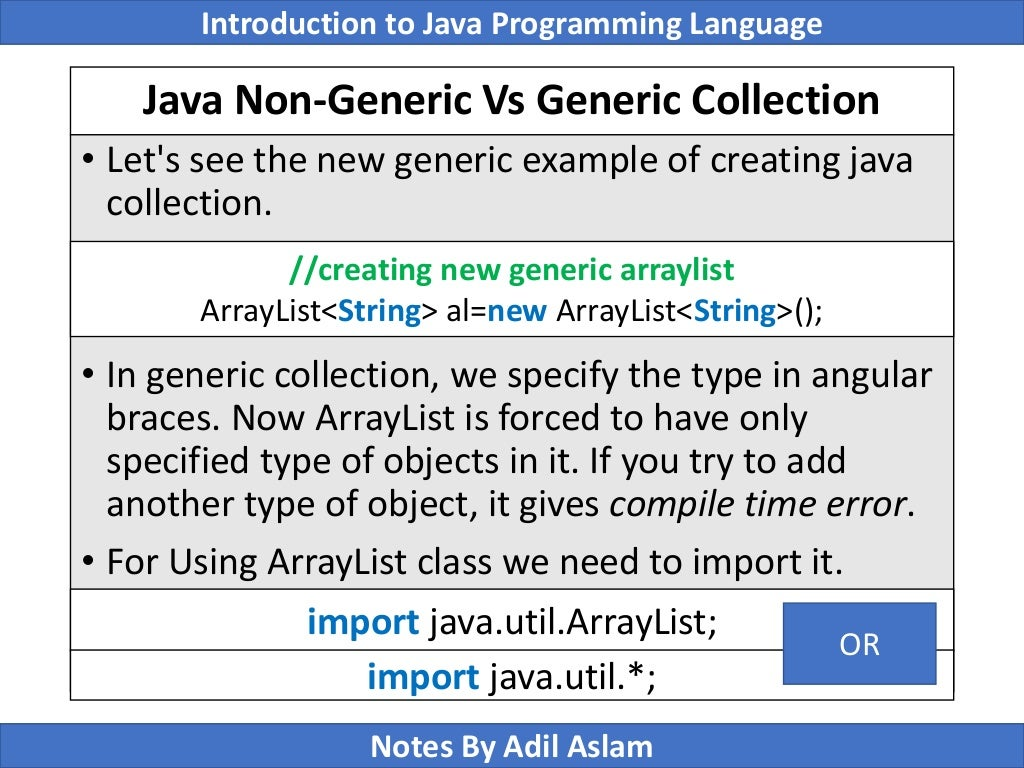 Introduction to Java Programming Language
Java Non-Generic Vs Generic Collection
• Let's see the new generic example of creating java
collection.
//creating new generic arraylist
ArrayList<String> al=new ArrayList<String>();
• In generic collection, we specify the type in angular
braces. Now ArrayList is forced to have only
specified type of objects in it. If you try to add
another type of object, it gives compile time error.
• For Using ArrayList class we need to import it.
import java.util.ArrayList;
OR
import java.util.*;
Notes By Adil Aslam